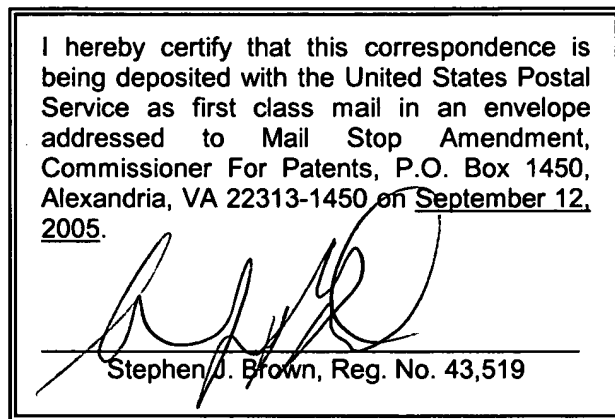 I hereby certify that this correspondence is
being deposited with the United States Postal
Service as first class mail in an envelope
addressed to Mail Stop Amendment,
Commissioner For Patents, P.O. Box 1450,
Alexandria, VA 22313-1450 on September 12,
2005.
Stephen J. Brown, Reg. No. 43,519